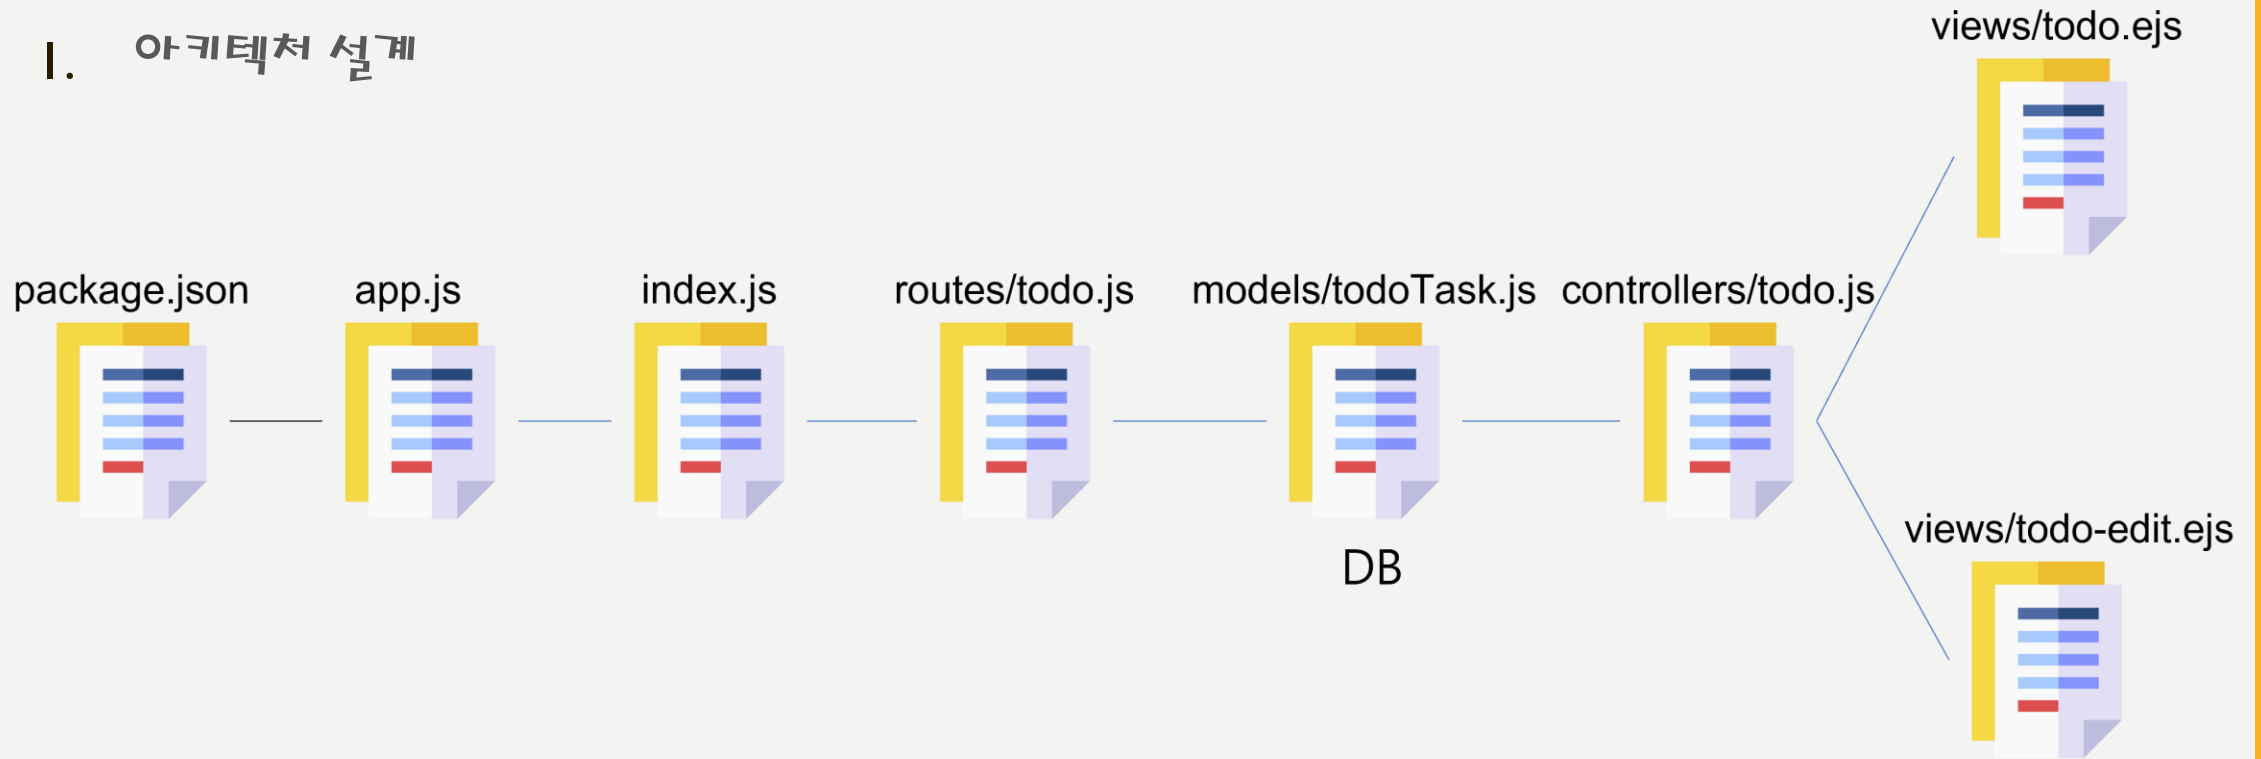 1. 아키텍처 설계
views/todo.ejs
package.json
app.js
index.js
routes/todo.js
models/todoTask.js
controllers/todo.js
views/todo-edit.ejs
DB